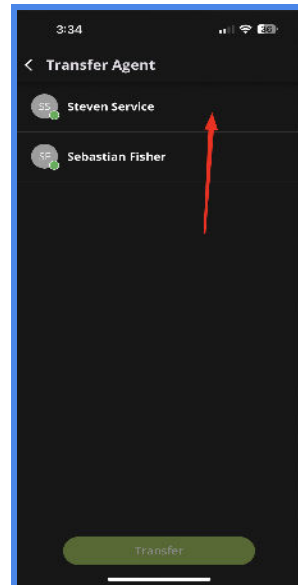 3:34
Transfer Agent
SS
Steven Service
SF
Sebastian Fisher
Transfer